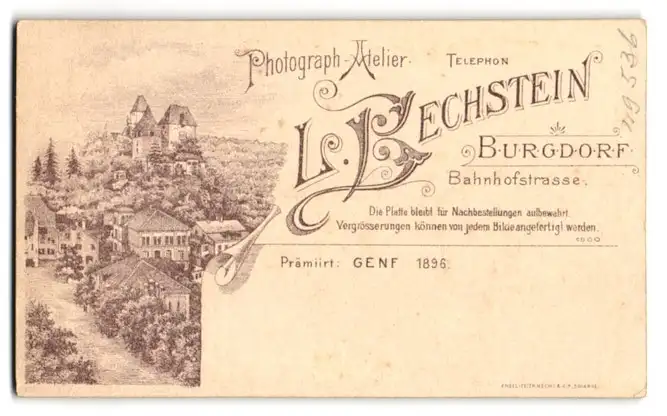 Photograph-Atelier.
TELEPHON
L. BECHSTEIN
BURGDORF
Bahnhofstrasse.
Die Platte bleibt für Nachbestellungen aufbewahrt.
Vergrösserungen können von jedem Bilde angefertigt werden.
Prämiirt: GENF 1896.